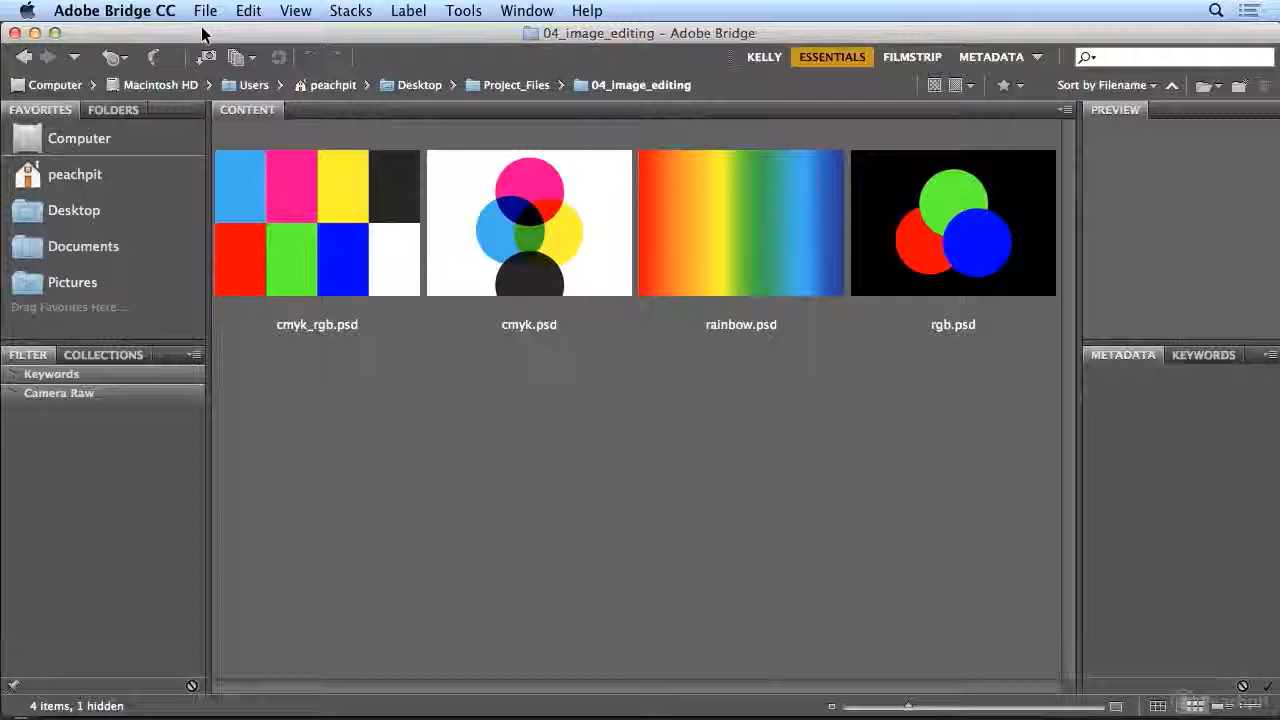 Adobe Bridge CC File Edit View Stacks Label Tools Window Help
04_image_editing – Adobe Bridge
KELLY ESSENTIALS FILMSTRIP METADATA
Computer Macintosh HD Users peachpit Desktop Project_Files 04_image_editing Sort by Filename
FAVORITES FOLDERS CONTENT PREVIEW
Computer
peachpit
Desktop
Documents
Pictures
Drag Favorites Here...
cmyk_rgb.psd cmyk.psd rainbow.psd rgb.psd
FILTER COLLECTIONS METADATA KEYWORDS
Keywords
Camera Raw
4 items, 1 hidden